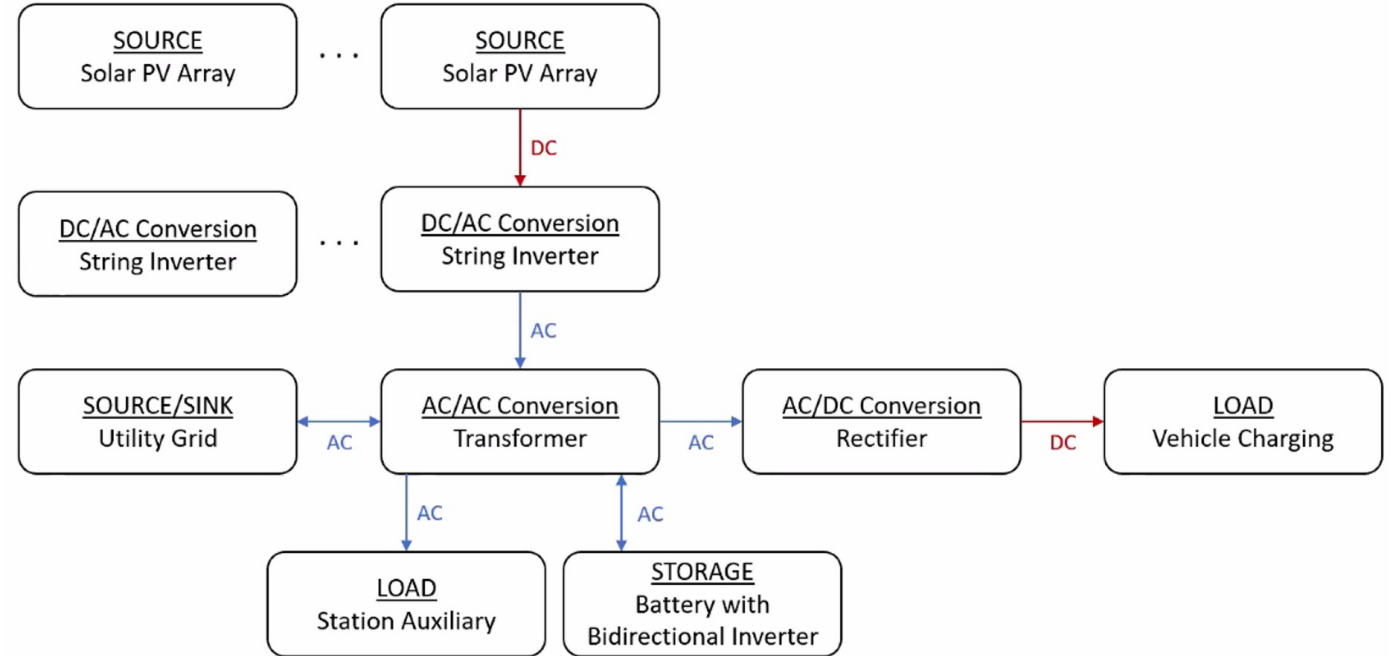 SOURCE
Solar PV Array
. . .
SOURCE
Solar PV Array
DC
DC/AC Conversion
String Inverter
. . .
DC/AC Conversion
String Inverter
AC
SOURCE/SINK
Utility Grid
AC
AC/AC Conversion
Transformer
AC
AC/DC Conversion
Rectifier
DC
LOAD
Vehicle Charging
AC
AC
LOAD
Station Auxiliary
STORAGE
Battery with
Bidirectional Inverter